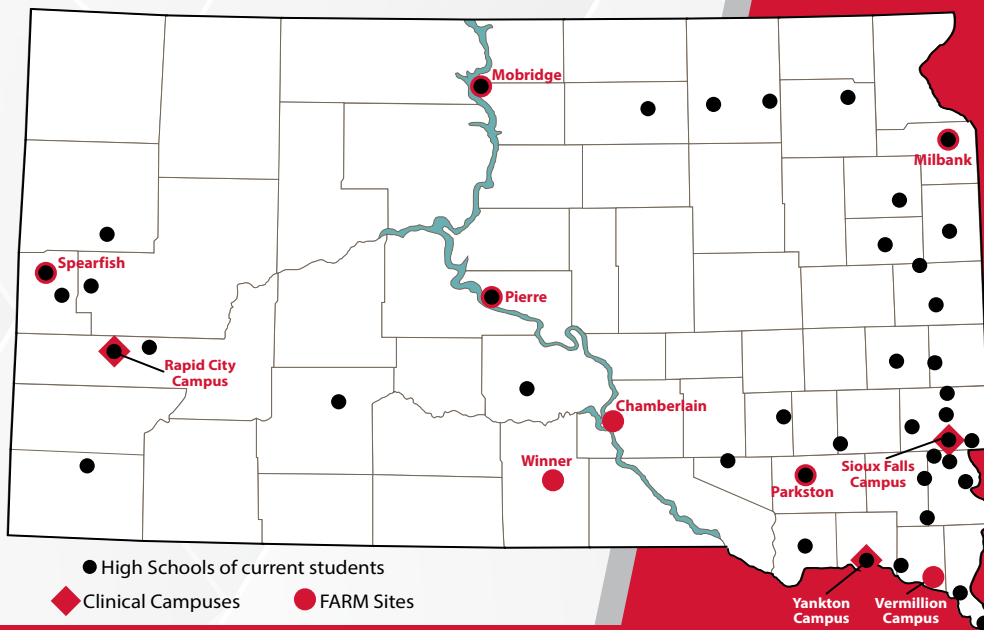 Mobridge
Milbank
Spearfish
Pierre
Rapid City
Campus
Chamberlain
Winner
Sioux Falls
Campus
Parkston
High Schools of current students
Clinical Campuses
FARM Sites
Yankton
Campus
Vermillion
Campus